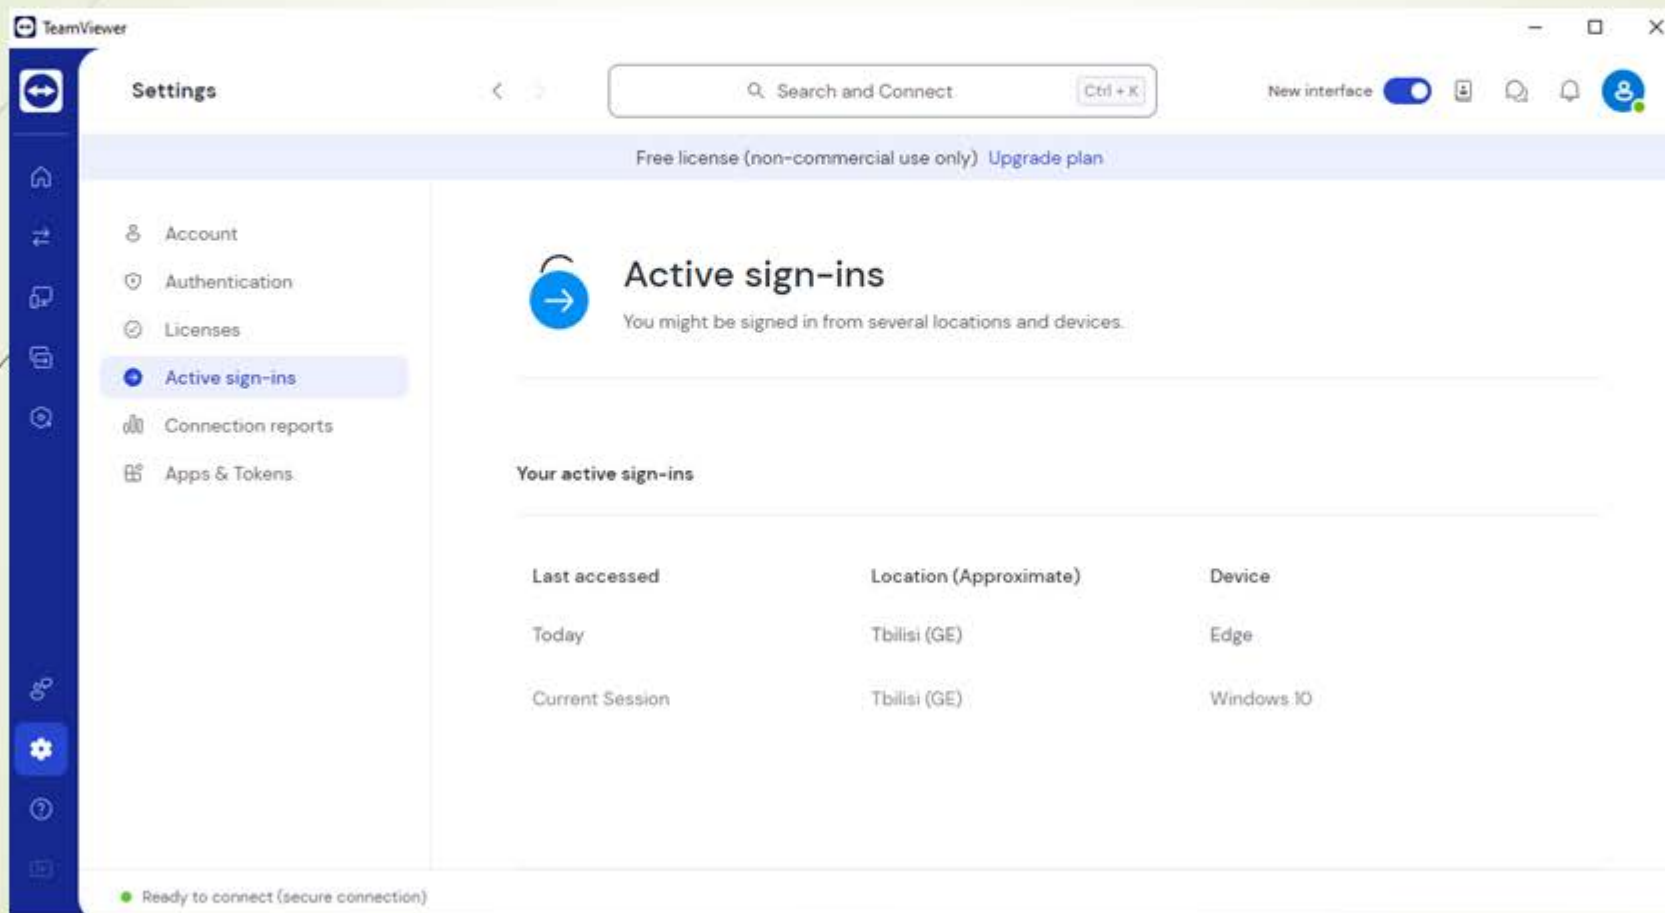 TeamViewer
Settings
Search and Connect
Ctrl + K
New interface
Free license (non-commercial use only) Upgrade plan
Account
Authentication
Licenses
Active sign-ins
Connection reports
Apps & Tokens
Active sign-ins
You might be signed in from several locations and devices.
Your active sign-ins
Last accessed Location (Approximate) Device
Today Tbilisi (GE) Edge
Current Session Tbilisi (GE) Windows 10
Ready to connect (secure connection)